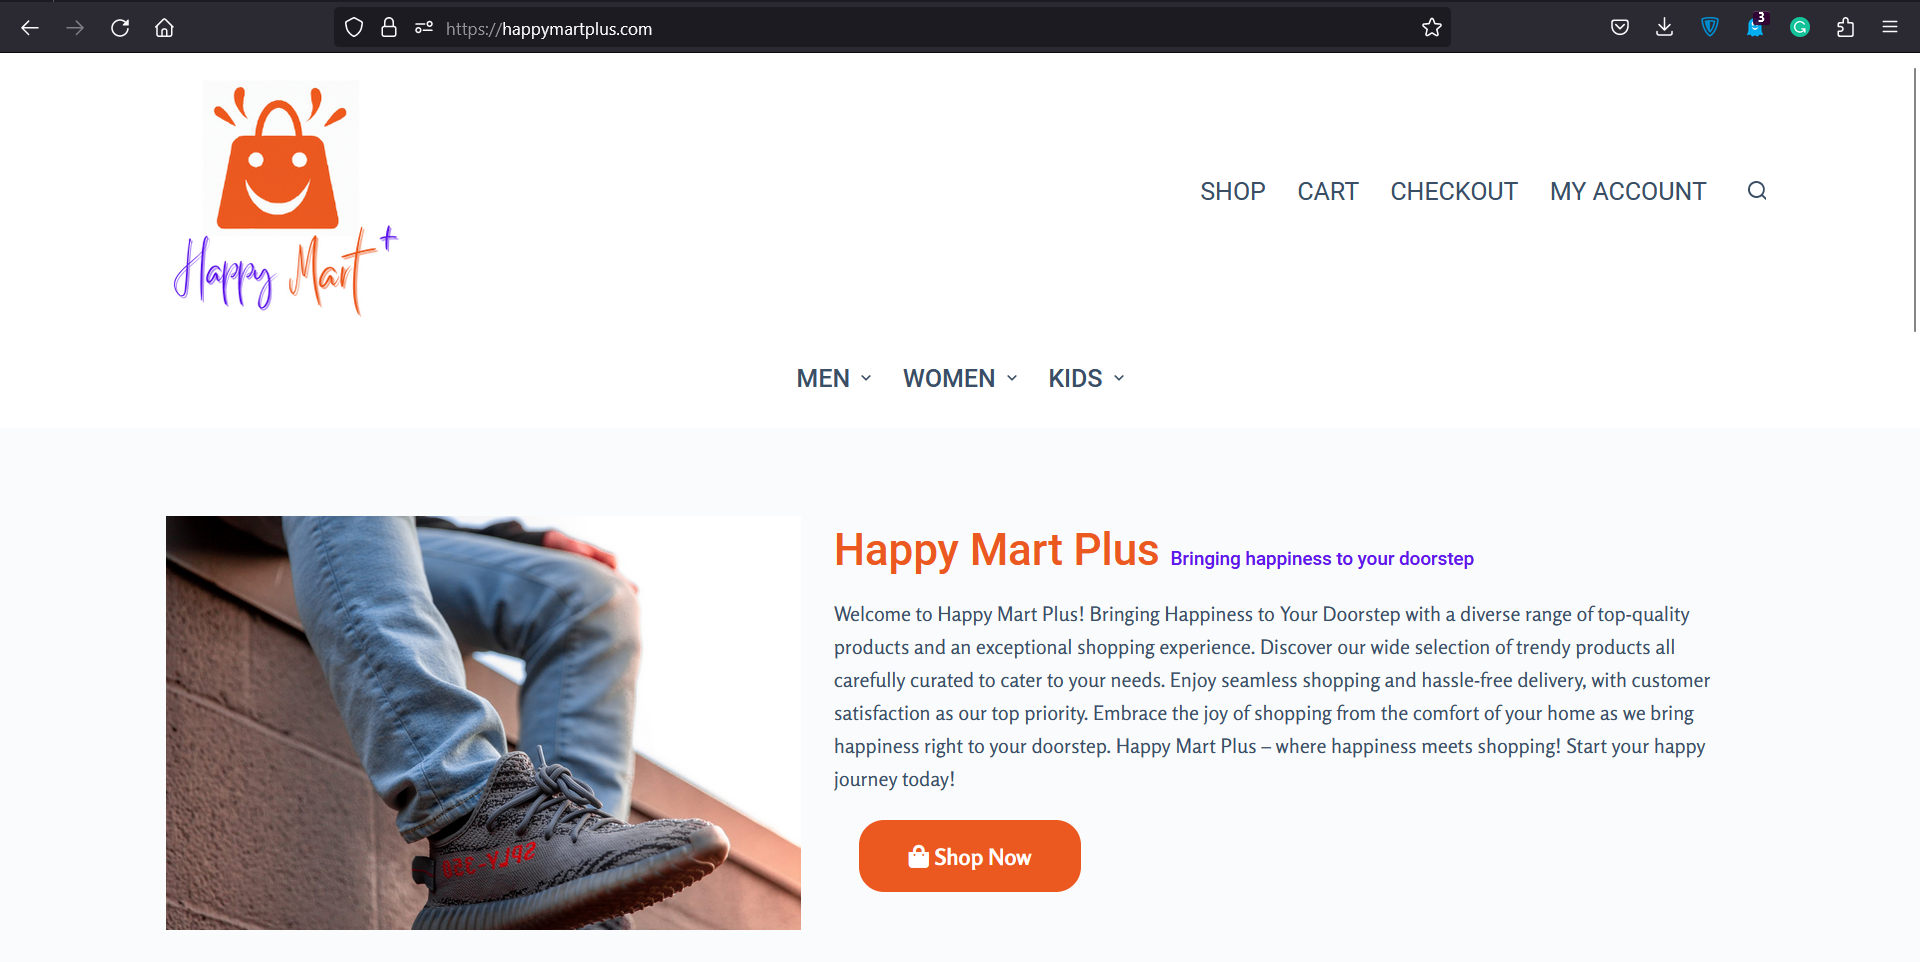 3
https://happymartplus.com
SHOP CART CHECKOUT MY ACCOUNT
Happy Mart+
MEN WOMEN KIDS
Happy Mart Plus Bringing happiness to your doorstep
Welcome to Happy Mart Plus! Bringing Happiness to Your Doorstep with a diverse range of top-quality
products and an exceptional shopping experience. Discover our wide selection of trendy products all
carefully curated to cater to your needs. Enjoy seamless shopping and hassle-free delivery, with customer
satisfaction as our top priority. Embrace the joy of shopping from the comfort of your home as we bring
happiness right to your doorstep. Happy Mart Plus – where happiness meets shopping! Start your happy
journey today!
Shop Now
SPLY-350